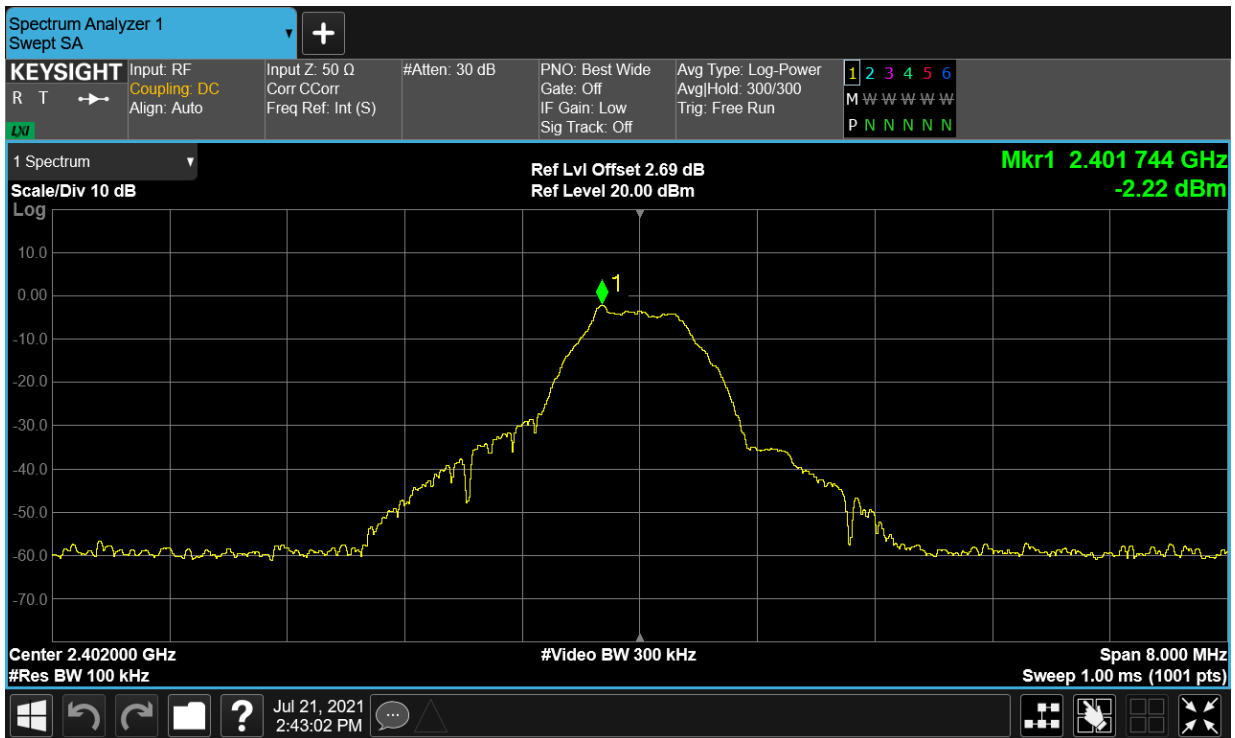 Spectrum Analyzer 1
Swept SA
KEYSIGHT
R T
LXI
Input: RF
Coupling: DC
Align: Auto
Input Z: 50 Ω
Corr CCorr
Freq Ref: Int (S)
#Atten: 30 dB
PNO: Best Wide
Gate: Off
IF Gain: Low
Sig Track: Off
Avg Type: Log-Power
Avg|Hold: 300/300
Trig: Free Run
1 2 3 4 5 6
M W W W W W
P N N N N N
1 Spectrum
Scale/Div 10 dB
Ref Lvl Offset 2.69 dB
Ref Level 20.00 dBm
Mkr1 2.401 744 GHz
-2.22 dBm
Log
10.0
0.00
-10.0
-20.0
-30.0
-40.0
-50.0
-60.0
-70.0
1
Center 2.402000 GHz
#Res BW 100 kHz
#Video BW 300 kHz
Span 8.000 MHz
Sweep 1.00 ms (1001 pts)
?
Jul 21, 2021
2:43:02 PM